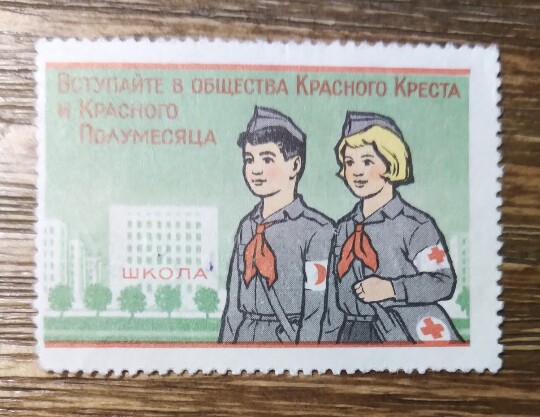 Вступайте в общества Красного Креста
и Красного
Полумесяца
ШКОЛА